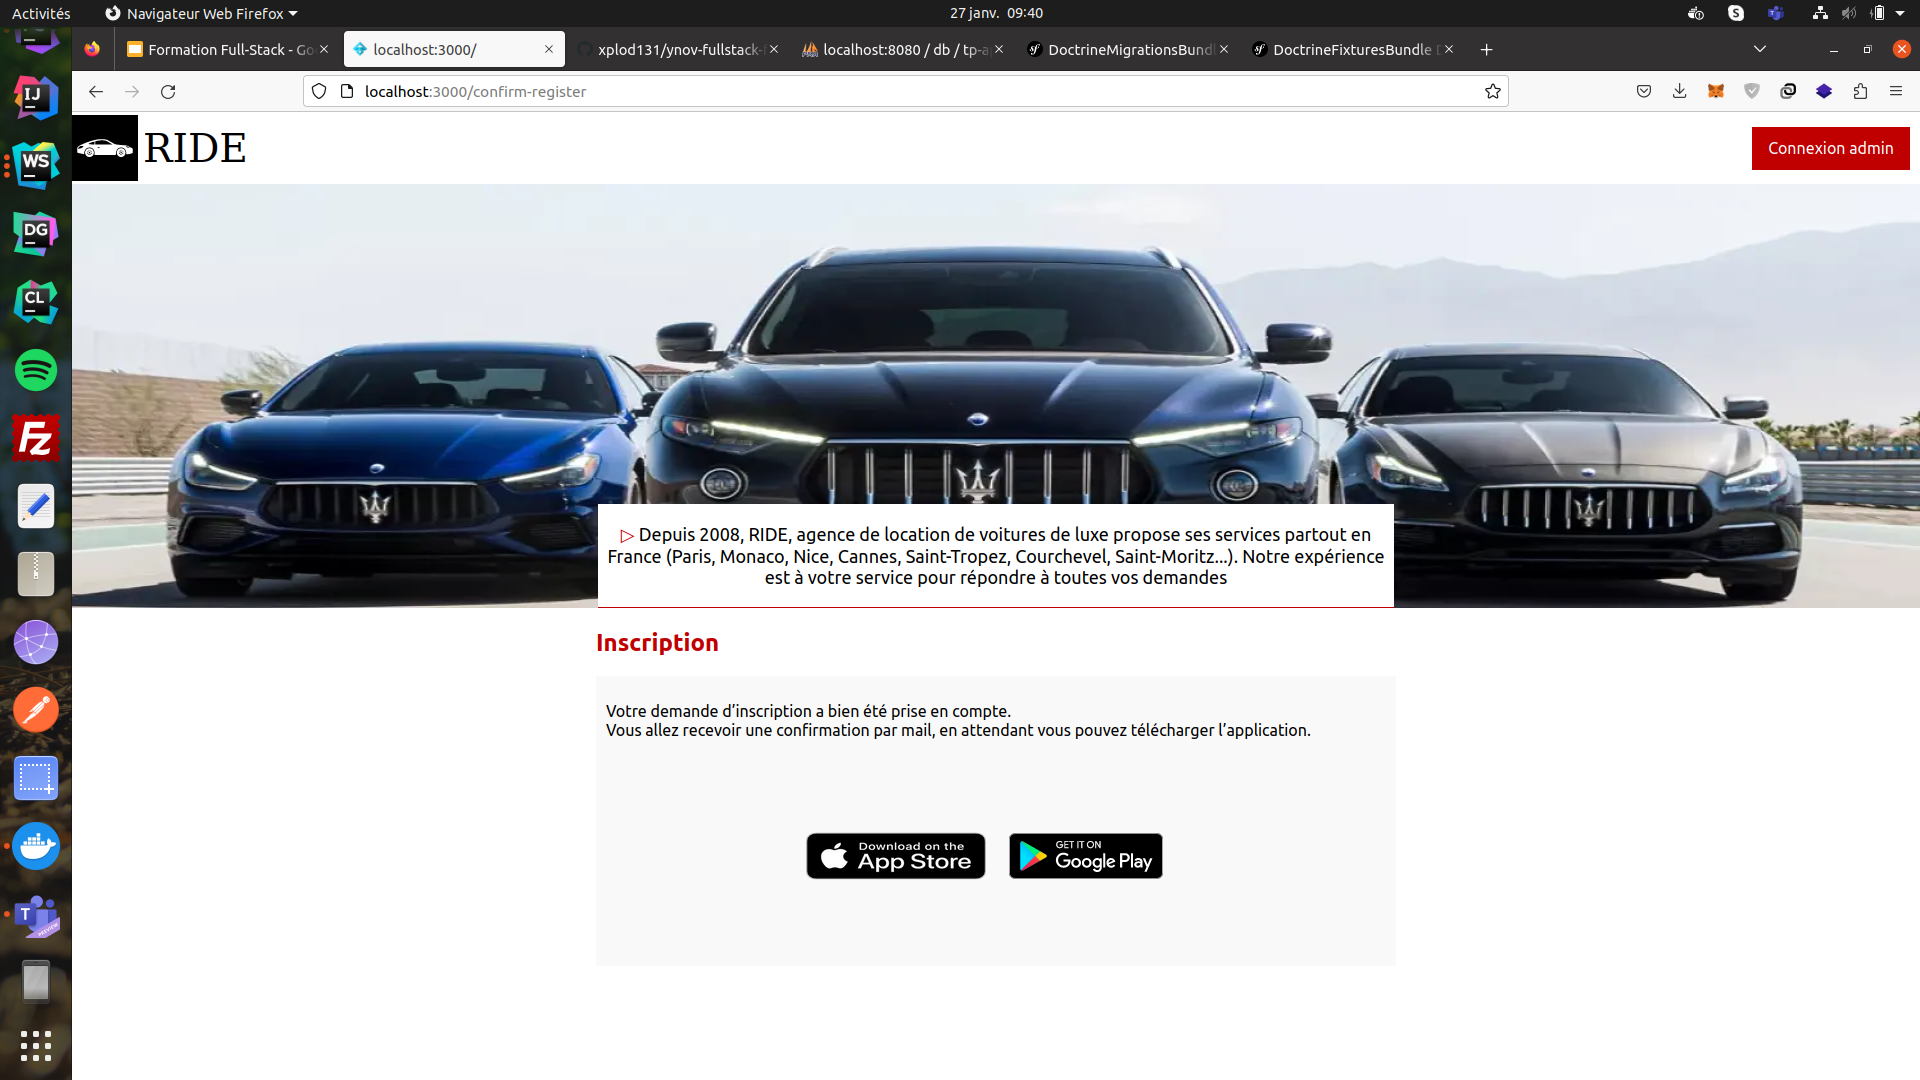 Activités
Navigateur Web Firefox
27 janv. 09:40
Formation Full-Stack - Go
localhost:3000/
xplod131/ynov-fullstack-
localhost:8080 / db / tp-a
DoctrineMigrationsBundl
DoctrineFixturesBundle
localhost:3000/confirm-register
RIDE
Connexion admin
▷ Depuis 2008, RIDE, agence de location de voitures de luxe propose ses services partout en
France (Paris, Monaco, Nice, Cannes, Saint-Tropez, Courchevel, Saint-Moritz...). Notre expérience
est à votre service pour répondre à toutes vos demandes
Inscription
Votre demande d’inscription a bien été prise en compte.
Vous allez recevoir une confirmation par mail, en attendant vous pouvez télécharger l’application.
Download on the
App Store
GET IT ON
Google Play
IJ
WS
DG
CL
FZ
T
PREVIEW